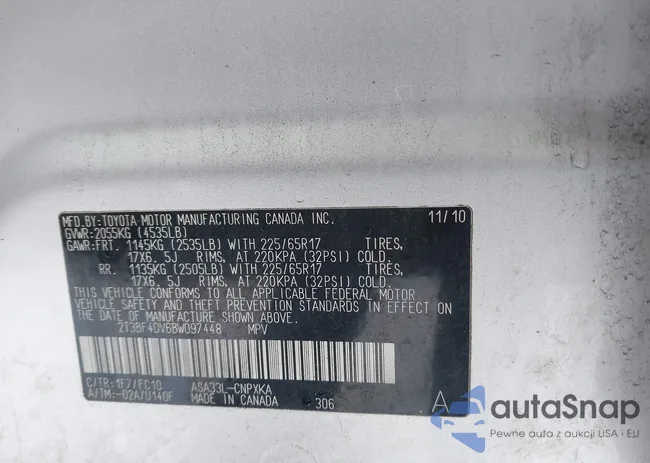 MFD.BY:TOYOTA MOTOR MANUFACTURING CANADA INC. 11/10
GVWR:2055KG (4535LB)
GAWR:FRT. 1145KG (2535LB) WITH 225/65R17 TIRES,
17X6.5J RIMS, AT 220KPA (32PSI) COLD.
RR. 1135KG (2505LB) WITH 225/65R17 TIRES,
17X6.5J RIMS, AT 220KPA (32PSI) COLD.
THIS VEHICLE CONFORMS TO ALL APPLICABLE FEDERAL MOTOR
VEHICLE SAFETY AND THEFT PREVENTION STANDARDS IN EFFECT
ON THE DATE OF MANUFACTURE SHOWN ABOVE.
2T3BF4DV6BW097448 MPV
C/TR:1F7/FC10 ASA33L-CNPXKA
A/TM:-02A/U140F MADE IN CANADA 306 A
autoSnap
Pewne auto z aukcji USA i EU